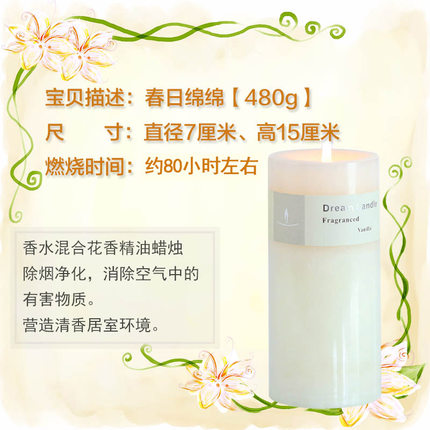 宝贝描述：春日绵绵【480g】
尺　　寸：直径7厘米、高15厘米
燃烧时间：约80小时左右
香水混合花香精油蜡烛
除烟净化，消除空气中的
有害物质。
营造清香居室环境。
Dream Candle
Fragranced
Vanilla